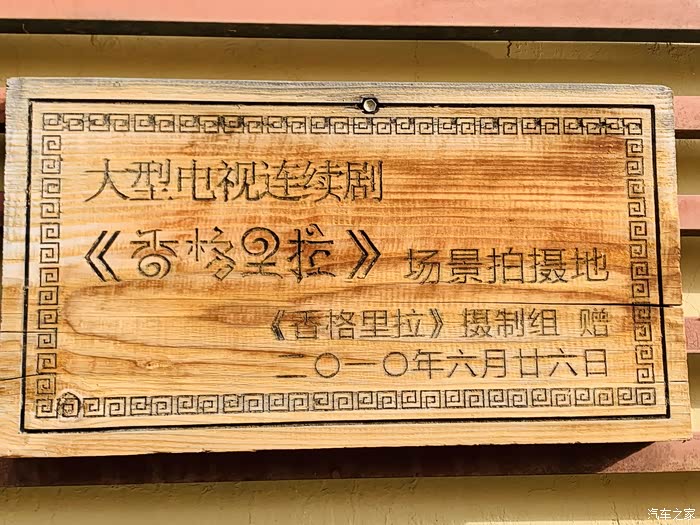 大型电视连续剧
《香格里拉》场景拍摄地
《香格里拉》摄制组 赠
二〇一〇年六月廿六日
汽车之家